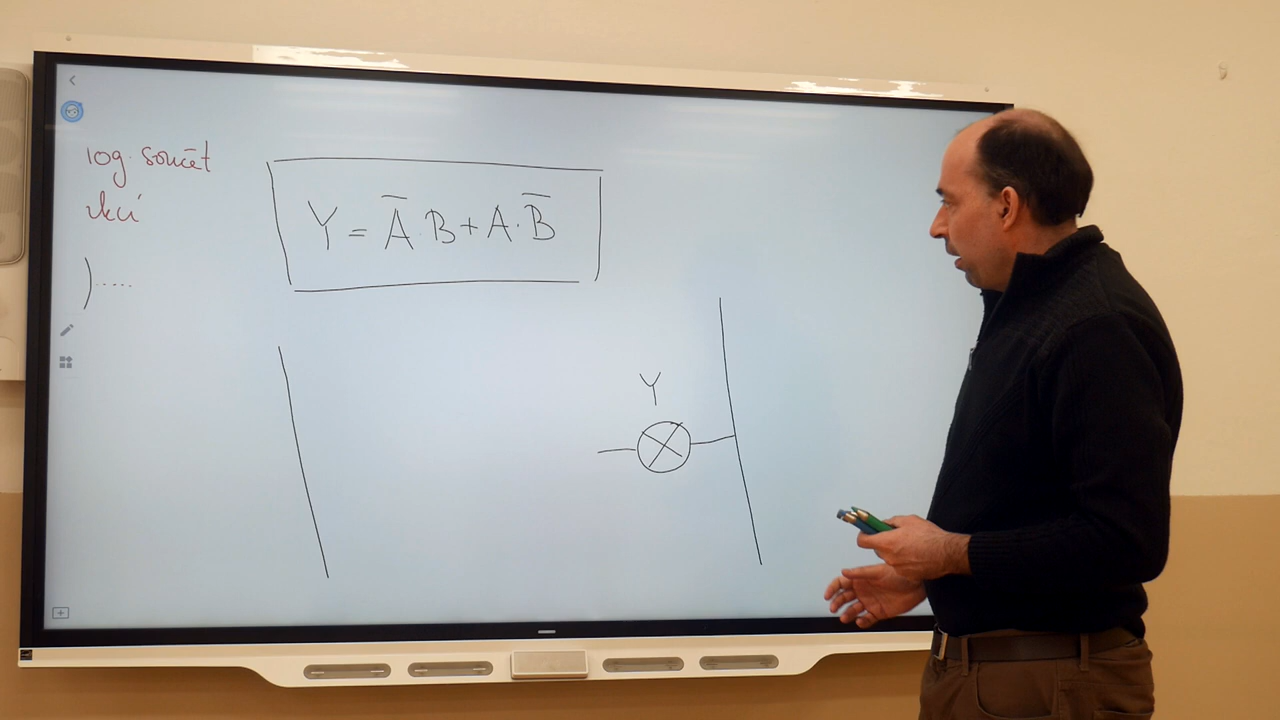 log. součet
).....
Y = A̅·B + A·B̅
Y